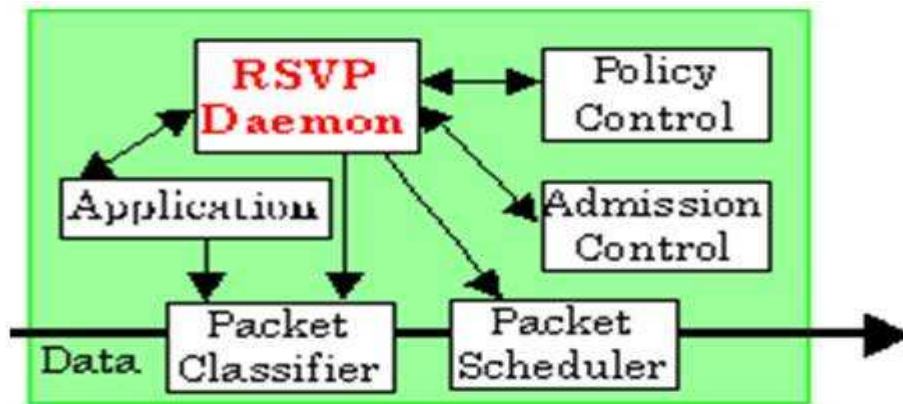 RSVP
Daemon
Policy
Control
Application
Admission
Control
Packet
Classifier
Packet
Scheduler
Data